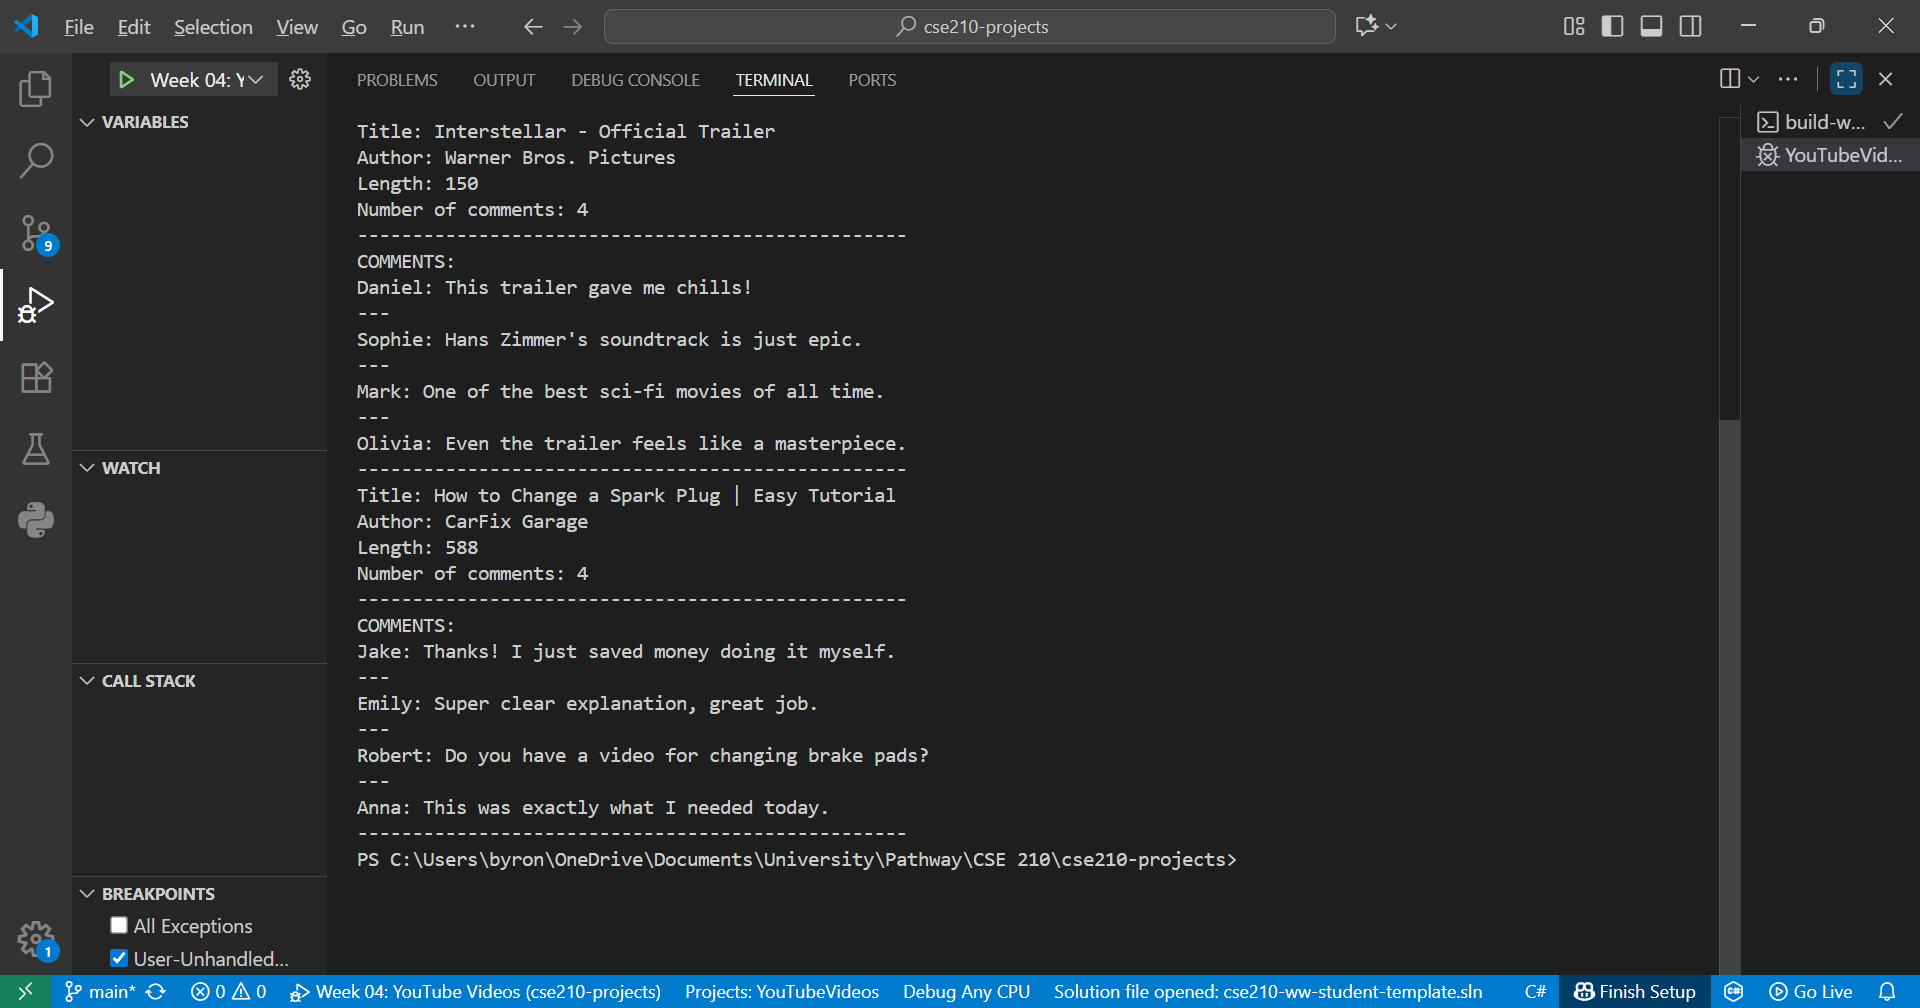 File Edit Selection View Go Run ··· cse210-projects
Week 04: Y
PROBLEMS OUTPUT DEBUG CONSOLE TERMINAL PORTS
VARIABLES
WATCH
CALL STACK
BREAKPOINTS
All Exceptions
User-Unhandled...
9
1
Title: Interstellar - Official Trailer
Author: Warner Bros. Pictures
Length: 150
Number of comments: 4
--------------------------------------------------
COMMENTS:
Daniel: This trailer gave me chills!
---
Sophie: Hans Zimmer's soundtrack is just epic.
---
Mark: One of the best sci-fi movies of all time.
---
Olivia: Even the trailer feels like a masterpiece.
--------------------------------------------------
Title: How to Change a Spark Plug | Easy Tutorial
Author: CarFix Garage
Length: 588
Number of comments: 4
--------------------------------------------------
COMMENTS:
Jake: Thanks! I just saved money doing it myself.
---
Emily: Super clear explanation, great job.
---
Robert: Do you have a video for changing brake pads?
---
Anna: This was exactly what I needed today.
--------------------------------------------------
PS C:\Users\byron\OneDrive\Documents\University\Pathway\CSE 210\cse210-projects>
build-w...
YouTubeVid...
main* 0 0 Week 04: YouTube Videos (cse210-projects) Projects: YouTubeVideos Debug Any CPU Solution file opened: cse210-ww-student-template.sln C# Finish Setup Go Live